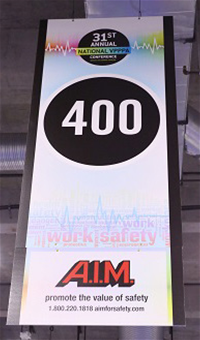 31ST
ANNUAL
NATIONAL VPPPA
CONFERENCE
400
work
work safety
A.I.M.
promote the value of safety
1.800.220.1818 aimforsafety.com